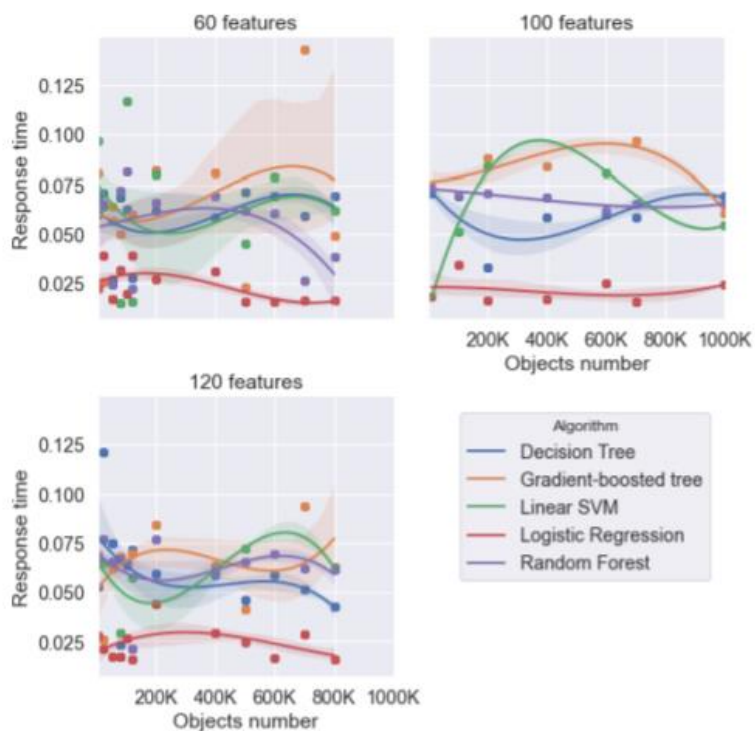 60 features
100 features
Response time
0.125
0.100
0.075
0.050
0.025
200K 400K 600K 800K 1000K
Objects number
120 features
Response time
0.125
0.100
0.075
0.050
0.025
200K 400K 600K 800K 1000K
Objects number
Algorithm
Decision Tree
Gradient-boosted tree
Linear SVM
Logistic Regression
Random Forest